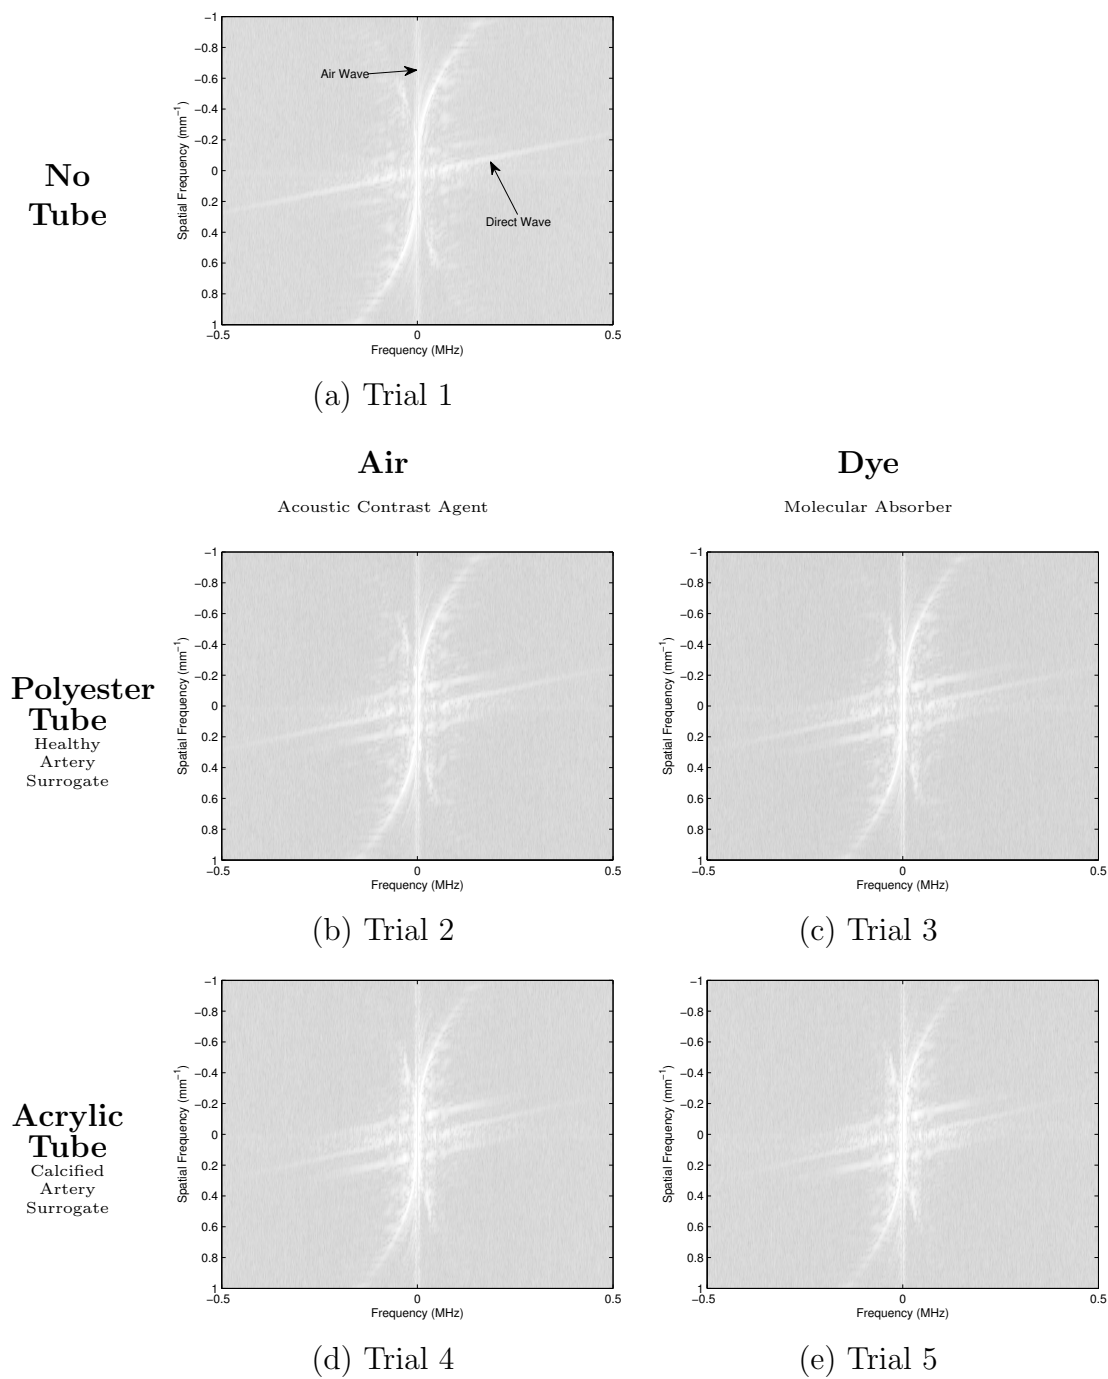 No
Tube
−1
−0.8
−0.6
−0.4
−0.2
0
0.2
0.4
0.6
0.8
1
Spatial Frequency (mm⁻¹)
Air Wave
Direct Wave
−0.5 0 0.5
Frequency (MHz)
(a) Trial 1
Air
Acoustic Contrast Agent
Dye
Molecular Absorber
Polyester
Tube
Healthy
Artery
Surrogate
−1
−0.8
−0.6
−0.4
−0.2
0
0.2
0.4
0.6
0.8
1
Spatial Frequency (mm⁻¹)
−0.5 0 0.5
Frequency (MHz)
(b) Trial 2
−1
−0.8
−0.6
−0.4
−0.2
0
0.2
0.4
0.6
0.8
1
Spatial Frequency (mm⁻¹)
−0.5 0 0.5
Frequency (MHz)
(c) Trial 3
Acrylic
Tube
Calcified
Artery
Surrogate
−1
−0.8
−0.6
−0.4
−0.2
0
0.2
0.4
0.6
0.8
1
Spatial Frequency (mm⁻¹)
−0.5 0 0.5
Frequency (MHz)
(d) Trial 4
−1
−0.8
−0.6
−0.4
−0.2
0
0.2
0.4
0.6
0.8
1
Spatial Frequency (mm⁻¹)
−0.5 0 0.5
Frequency (MHz)
(e) Trial 5